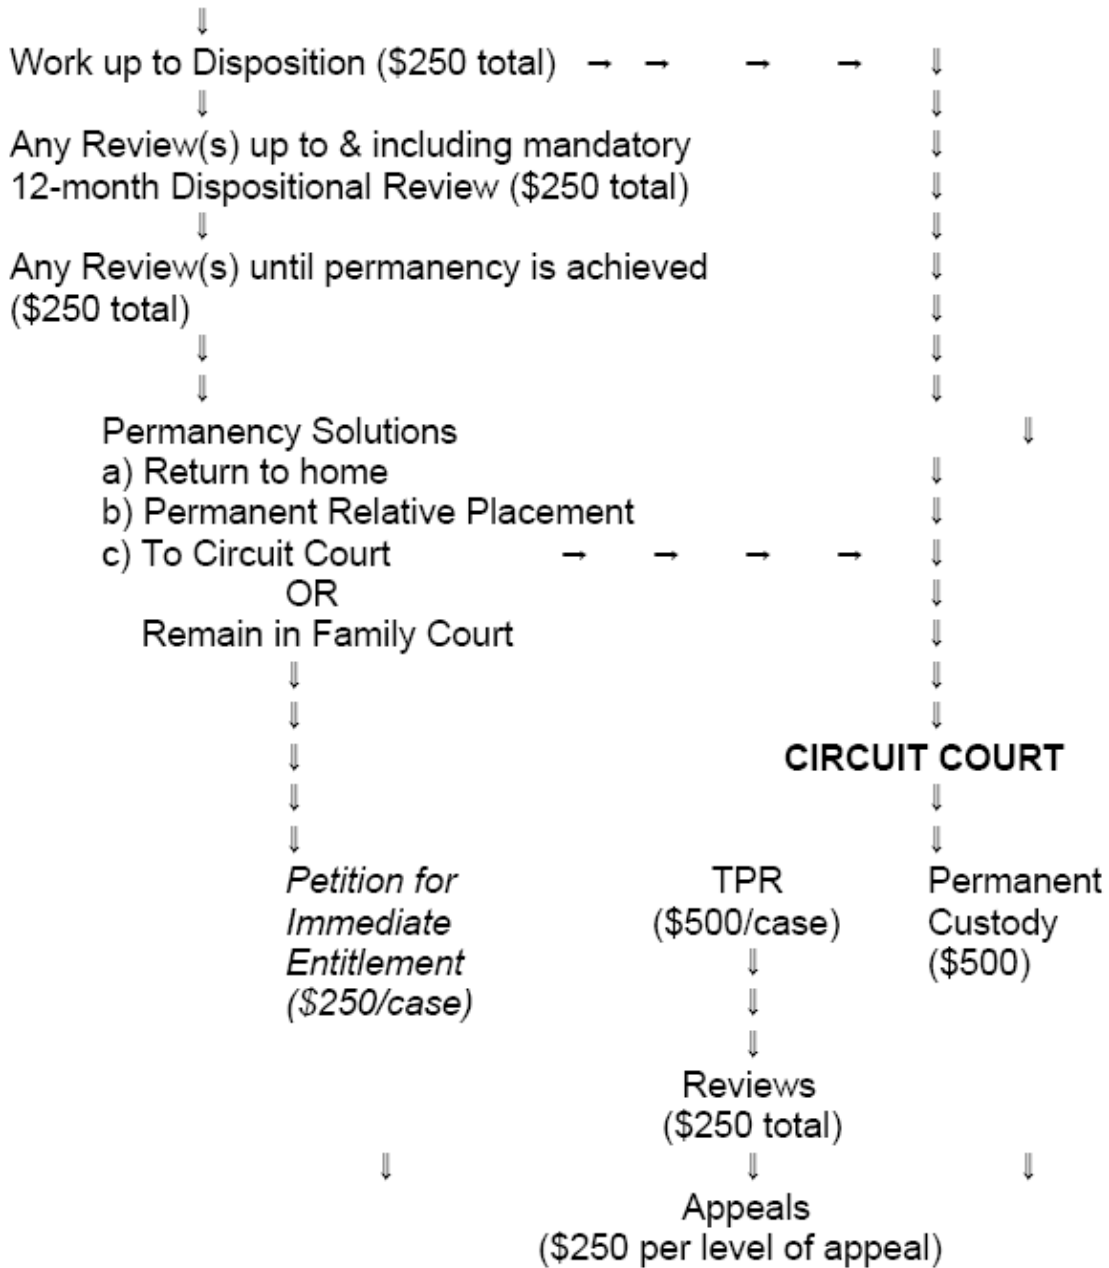 ⇓
Work up to Disposition ($250 total) → → → → ⇓
⇓ ⇓
Any Review(s) up to & including mandatory ⇓
12-month Dispositional Review ($250 total) ⇓
⇓ ⇓
Any Review(s) until permanency is achieved ⇓
($250 total) ⇓
⇓ ⇓
⇓ ⇓
Permanency Solutions ⇓
a) Return to home ⇓
b) Permanent Relative Placement ⇓
c) To Circuit Court → → → → ⇓
OR ⇓
Remain in Family Court ⇓
⇓ ⇓
⇓ ⇓
⇓ CIRCUIT COURT
⇓ ⇓
⇓ ⇓
Petition for TPR Permanent
Immediate ($500/case) Custody
Entitlement ⇓ ($500)
($250/case) ⇓
⇓
Reviews
($250 total)
⇓ ⇓ ⇓
Appeals
($250 per level of appeal)